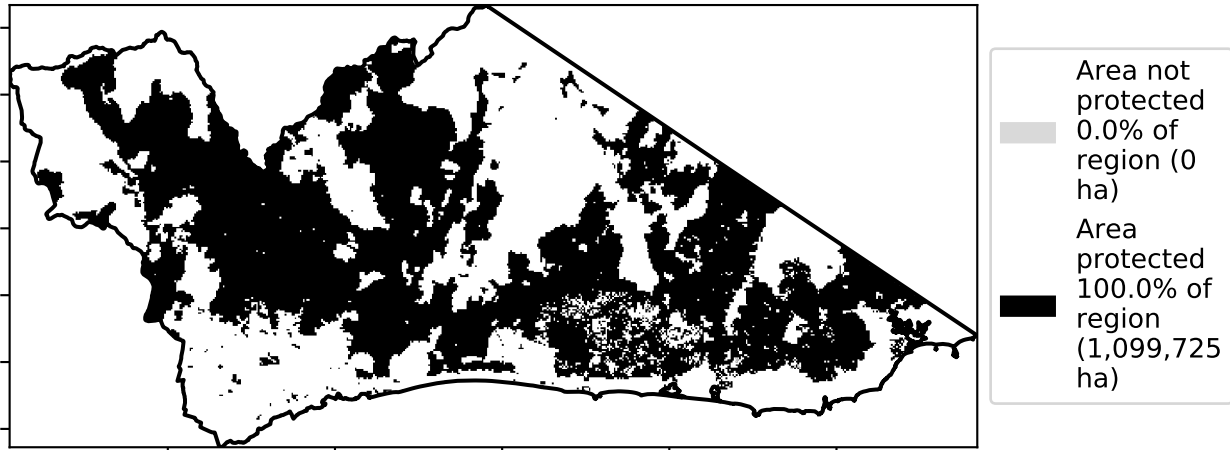 Area not
protected
0.0% of
region (0
ha)
Area
protected
100.0% of
region
(1,099,725
ha)